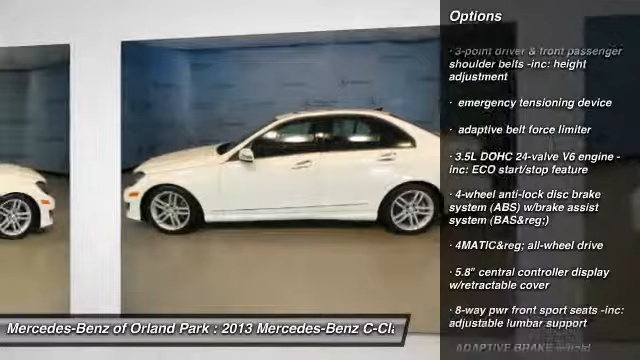 Options
· 3-point driver & front passenger
shoulder belts -inc: height
adjustment
· emergency tensioning device
· adaptive belt force limiter
· 3.5L DOHC 24-valve V6 engine -
inc: ECO start/stop feature
· 4-wheel anti-lock disc brake
system (ABS) w/brake assist
system (BAS&reg;)
· 4MATIC&reg; all-wheel drive
· 5.8" central controller display
w/retractable cover
· 8-way pwr front sport seats -inc:
adjustable lumbar support
· ADAPTIVE BRAKE
Mercedes-Benz of Orland Park : 2013 Mercedes-Benz C-Cl